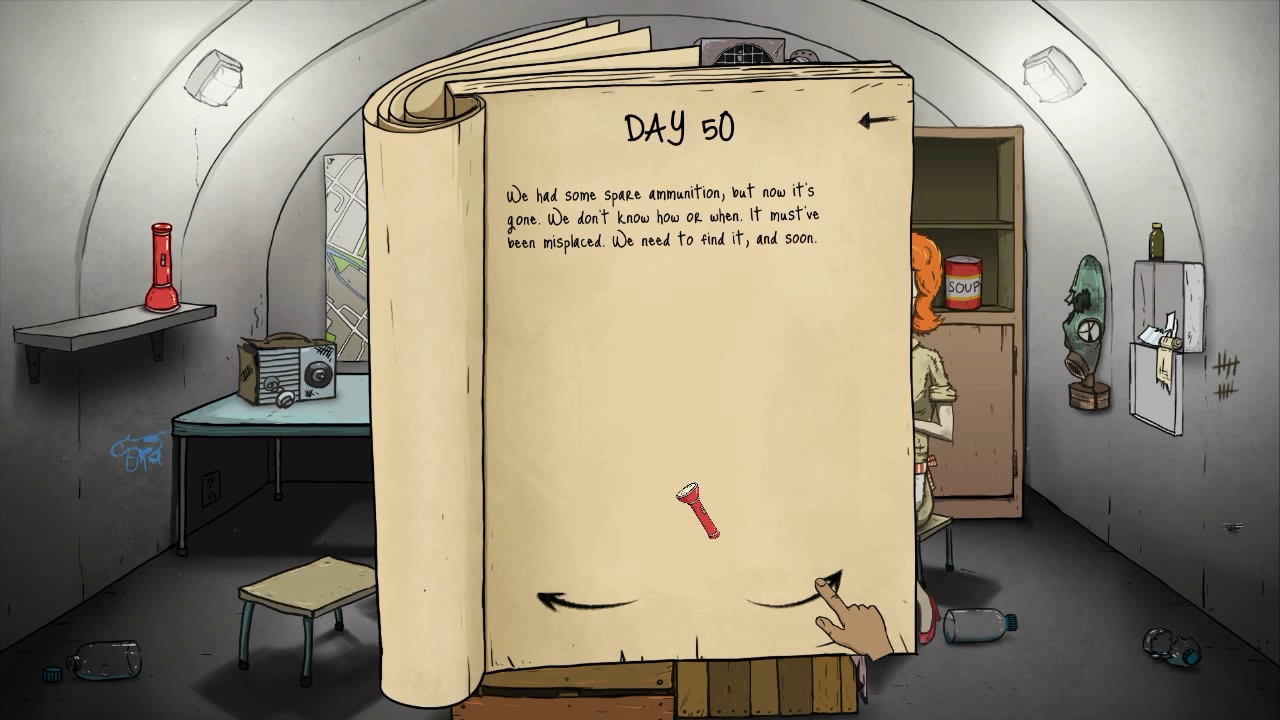 DAY 50
We had some spare ammunition, but now it's
gone. We don't know how or when. It must've
been misplaced. We need to find it, and soon.
SOUP